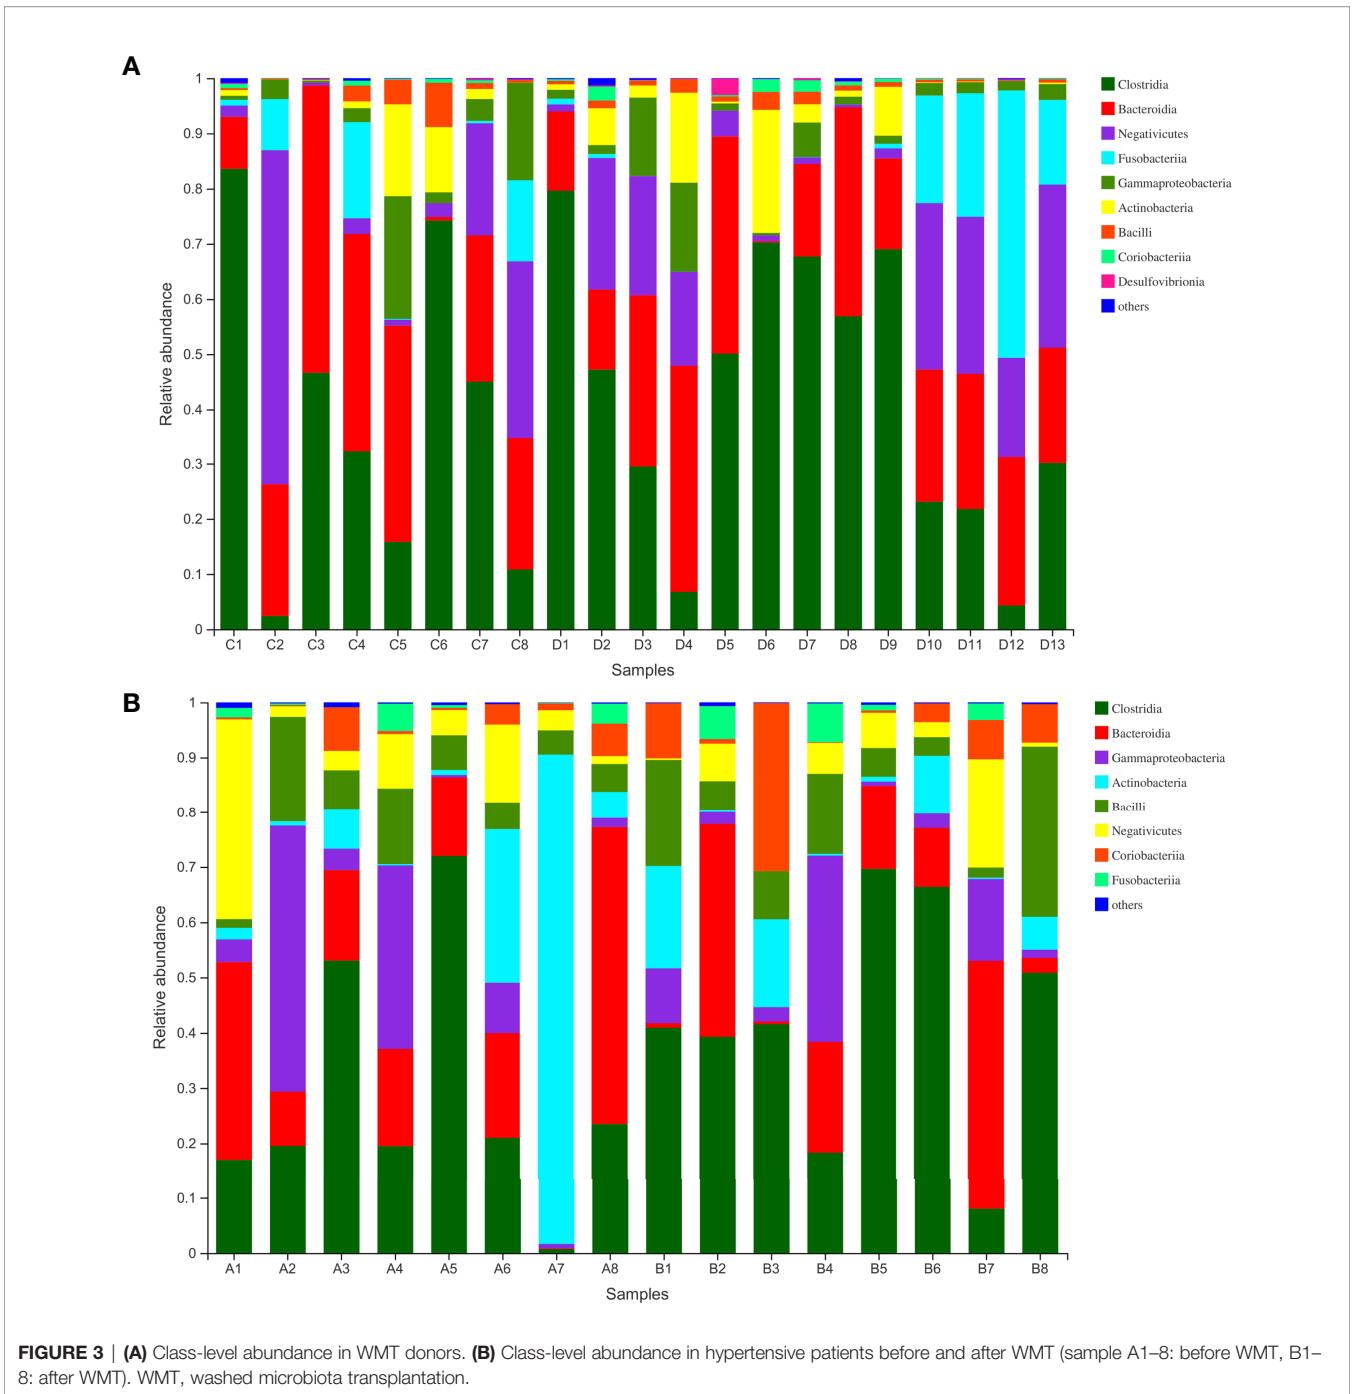 A
1
0.9
0.8
0.7
0.6
0.5
0.4
0.3
0.2
0.1
0
Relative abundance
C1 C2 C3 C4 C5 C6 C7 C8 D1 D2 D3 D4 D5 D6 D7 D8 D9 D10 D11 D12 D13
Samples
Clostridia
Bacteroidia
Negativicutes
Fusobacteriia
Gammaproteobacteria
Actinobacteria
Bacilli
Coriobacteriia
Desulfovibrionia
others
B
1
0.9
0.8
0.7
0.6
0.5
0.4
0.3
0.2
0.1
0
Relative abundance
A1 A2 A3 A4 A5 A6 A7 A8 B1 B2 B3 B4 B5 B6 B7 B8
Samples
Clostridia
Bacteroidia
Gammaproteobacteria
Actinobacteria
Bacilli
Negativicutes
Coriobacteriia
Fusobacteriia
others
FIGURE 3 | (A) Class-level abundance in WMT donors. (B) Class-level abundance in hypertensive patients before and after WMT (sample A1–8: before WMT, B1–
8: after WMT). WMT, washed microbiota transplantation.